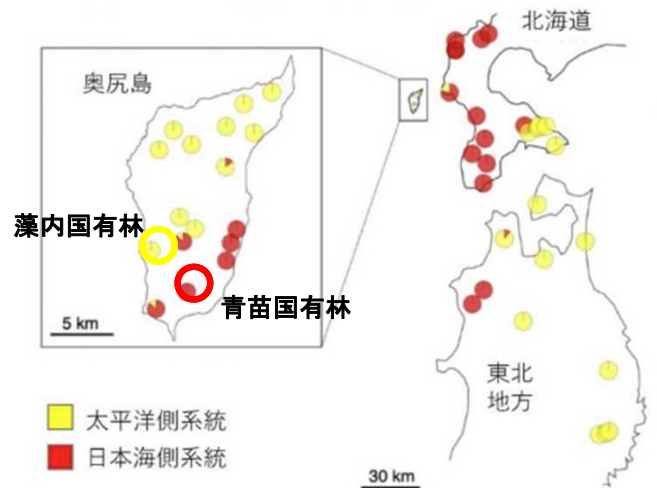 北海道
奥尻島
藻内国有林
青苗国有林
5 km
東北
地方
太平洋側系統
日本海側系統
30 km